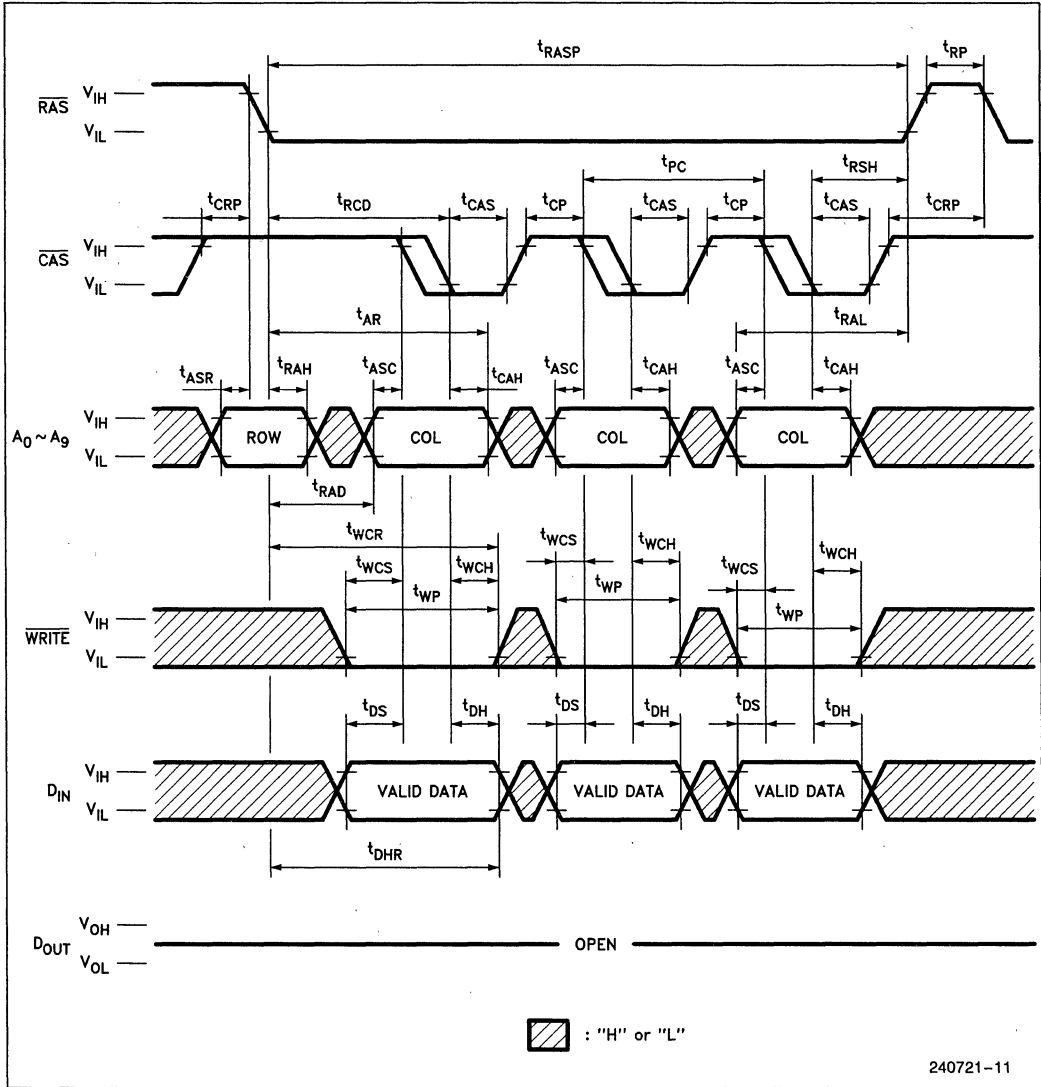 tRASP
tRP
RAS
VIH
VIL
tPC
tRSH
tCRP
tRCD
tCAS
tCP
tCAS
tCP
tCAS
tCRP
CAS
VIH
VIL
tAR
tRAL
tASR
tRAH
tASC
tCAH
tASC
tCAH
tASC
tCAH
A0 ~ A9
VIH
VIL
ROW
COL
COL
COL
tRAD
tWCR
tWCS
tWCH
tWCS
tWCH
tWCS
tWCH
tWP
tWP
tWP
WRITE
VIH
VIL
tDS
tDH
tDS
tDH
tDS
tDH
DIN
VIH
VIL
VALID DATA
VALID DATA
VALID DATA
tDHR
DOUT
VOH
VOL
OPEN
: "H" or "L"
240721-11